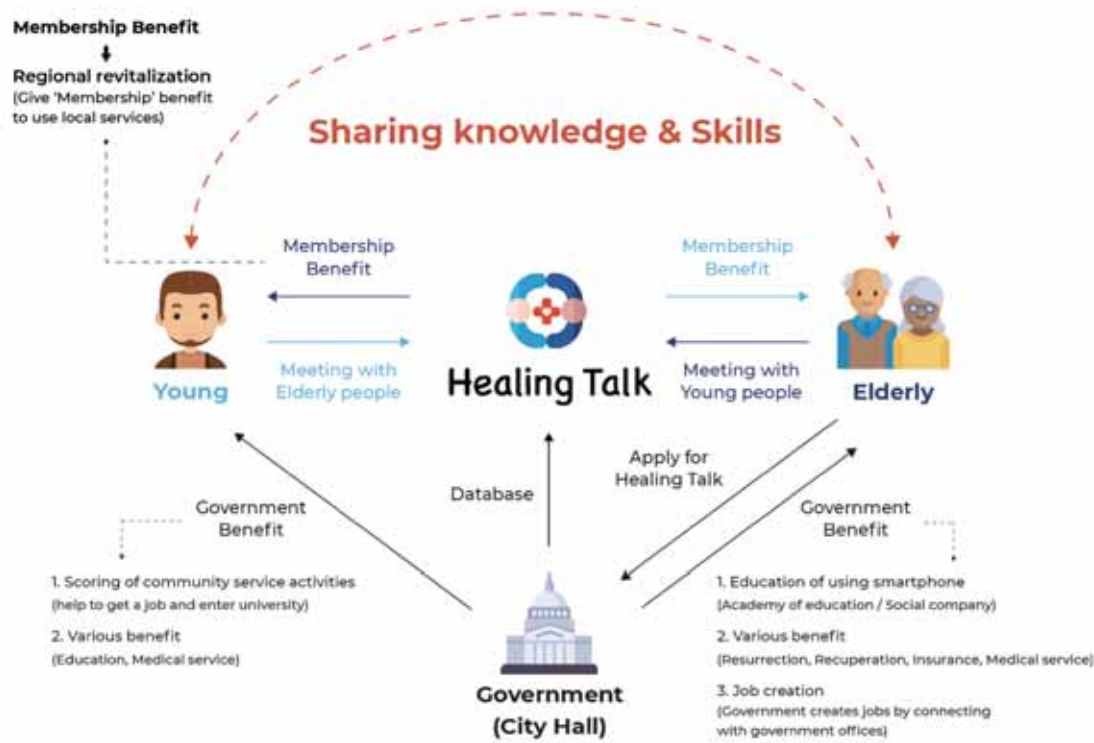 Membership Benefit
Regional revitalization
(Give 'Membership' benefit
to use local services)
Sharing knowledge & Skills
Membership
Benefit
Membership
Benefit
Meeting with
Elderly people
Meeting with
Young people
Young
Healing Talk
Elderly
Government
Benefit
Database
Apply for
Healing Talk
Government
Benefit
1. Scoring of community service activities
(help to get a job and enter university)
2. Various benefit
(Education, Medical service)
1. Education of using smartphone
(Academy of education / Social company)
2. Various benefit
(Resurrection, Recuperation, Insurance, Medical service)
3. Job creation
(Government creates jobs by connecting
with government offices)
Government
(City Hall)